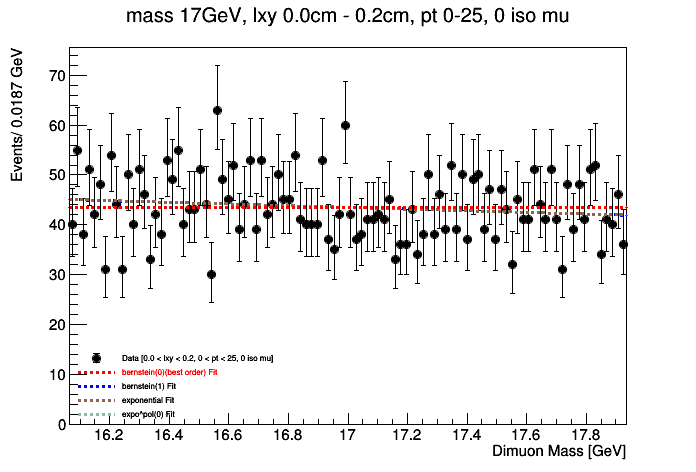 mass 17GeV, lxy 0.0cm - 0.2cm, pt 0-25, 0 iso mu
Events/ 0.0187 GeV
70
60
50
40
30
20
10
0
Data [0.0 < lxy < 0.2, 0 < pt < 25, 0 iso mu]
bernstein(0)(best order) Fit
bernstein(1) Fit
exponential Fit
expo*pol(0) Fit
16.2 16.4 16.6 16.8 17 17.2 17.4 17.6 17.8
Dimuon Mass [GeV]